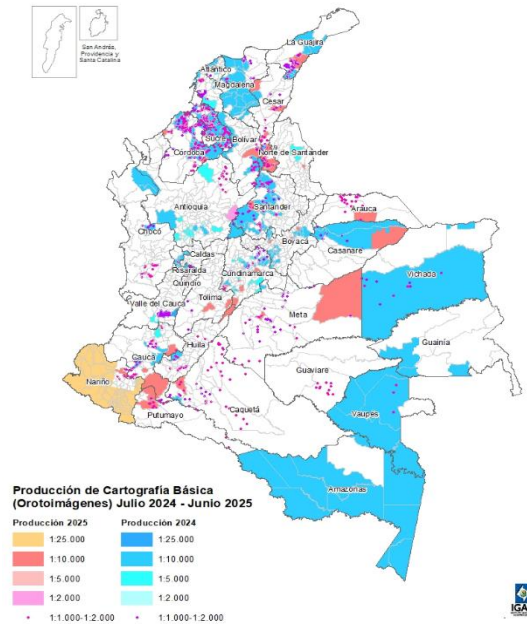 San Andrés,
Providencia y
Santa Catalina
La Guajira
Atlántico
Magdalena
Cesar
Sucre
Bolívar
Córdoba
Norte de Santander
Antioquia
Santander
Arauca
Chocó
Boyacá
Casanare
Caldas
Risaralda
Cundinamarca
Vichada
Quindío
Tolima
Valle del Cauca
Meta
Guainía
Huila
Cauca
Guaviare
Nariño
Vaupes
Caquetá
Putumayo
Amazonas
Producción de Cartografía Básica
(Orotoimágenes) Julio 2024 - Junio 2025
Producción 2025 Producción 2024
1:25.000 1:25.000
1:10.000 1:10.000
1:5.000 1:5.000
1:2.000 1:2.000
1:1.000-1:2.000 1:1.000-1:2.000
IGAC